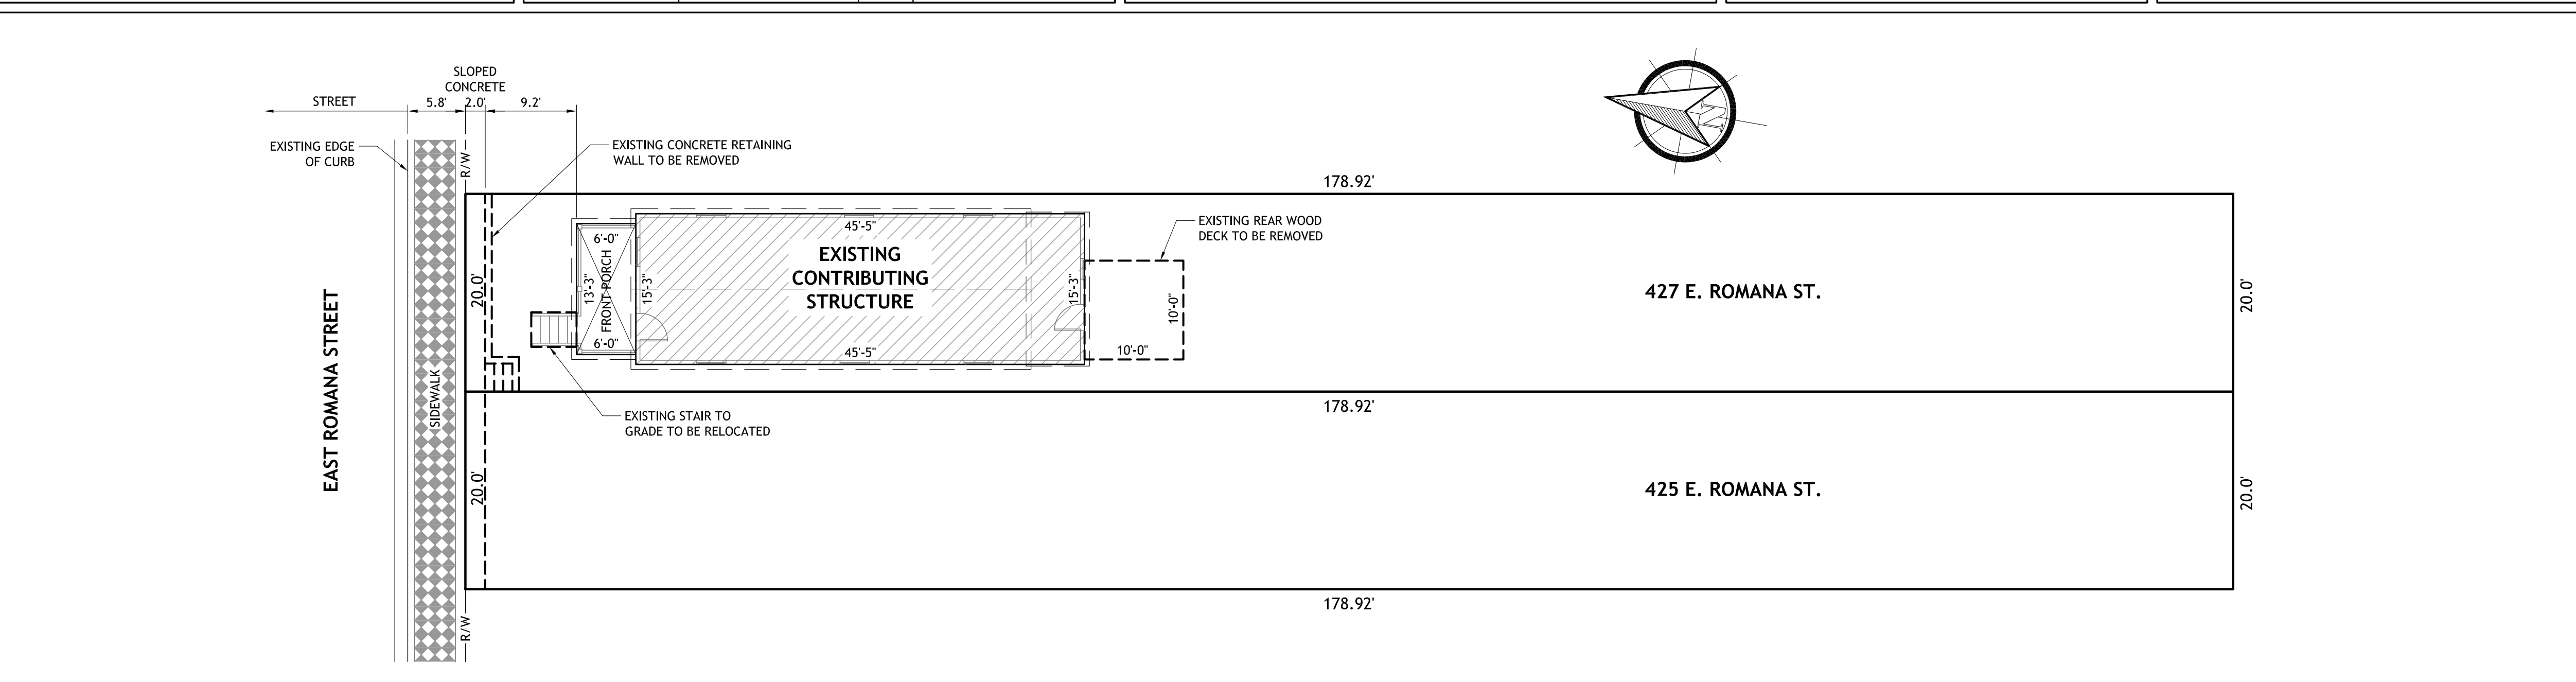 SLOPED
CONCRETE
STREET
5.8'
2.0'
9.2'
EXISTING EDGE
OF CURB
R/W
EXISTING CONCRETE RETAINING
WALL TO BE REMOVED
N
178.92'
EXISTING REAR WOOD
DECK TO BE REMOVED
6'-0"
45'-5"
EXISTING
CONTRIBUTING
STRUCTURE
20.0'
13'-3"
FRONT PORCH
15'-3"
15'-3"
10'-0"
427 E. ROMANA ST.
20.0'
6'-0"
45'-5"
10'-0"
EAST ROMANA STREET
SIDEWALK
178.92'
EXISTING STAIR TO
GRADE TO BE RELOCATED
20.0'
425 E. ROMANA ST.
20.0'
178.92'
R/W